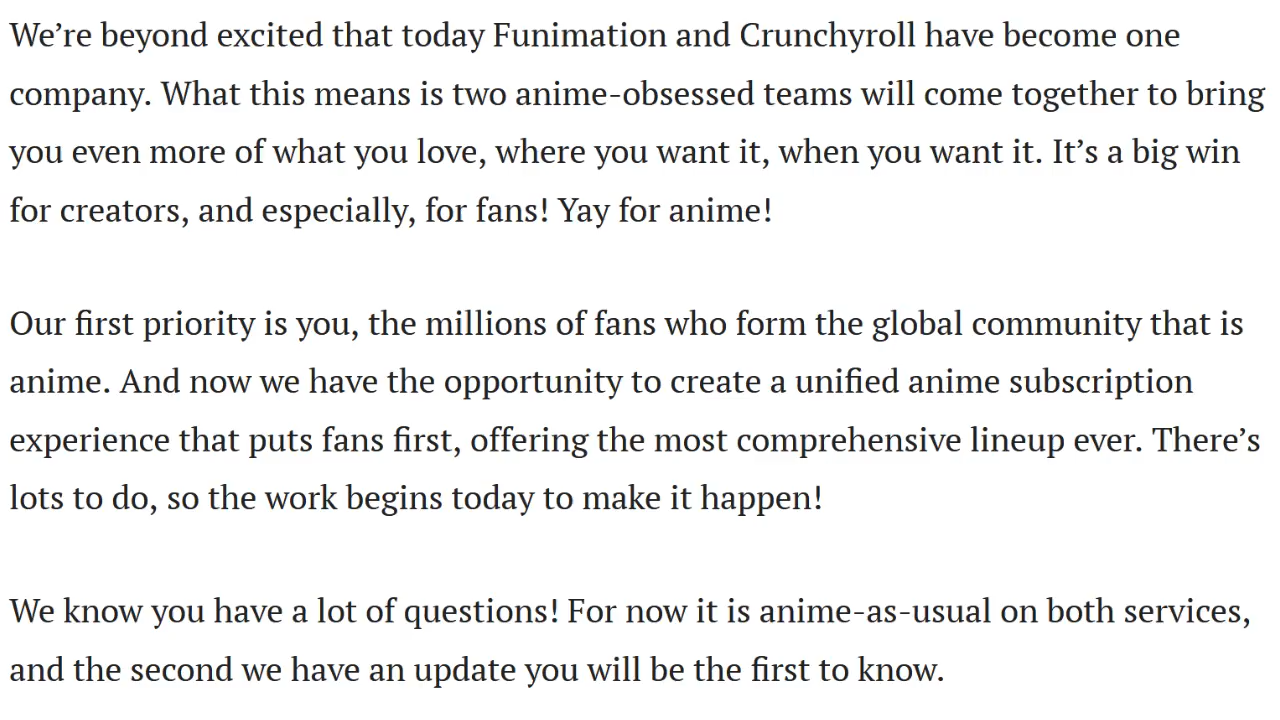 We’re beyond excited that today Funimation and Crunchyroll have become one
company. What this means is two anime-obsessed teams will come together to bring
you even more of what you love, where you want it, when you want it. It’s a big win
for creators, and especially, for fans! Yay for anime!
Our first priority is you, the millions of fans who form the global community that is
anime. And now we have the opportunity to create a unified anime subscription
experience that puts fans first, offering the most comprehensive lineup ever. There’s
lots to do, so the work begins today to make it happen!
We know you have a lot of questions! For now it is anime-as-usual on both services,
and the second we have an update you will be the first to know.